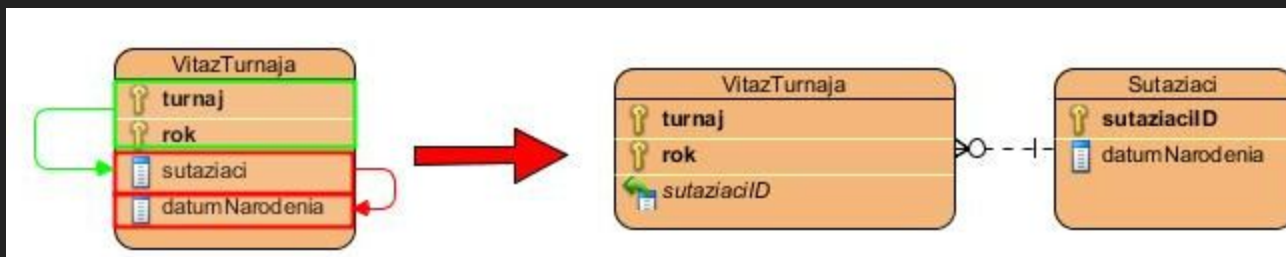 VitazTurnaja
turnaj
rok
sutaziaci
datumNarodenia
VitazTurnaja
turnaj
rok
sutaziaciID
Sutaziaci
sutaziaciID
datumNarodenia